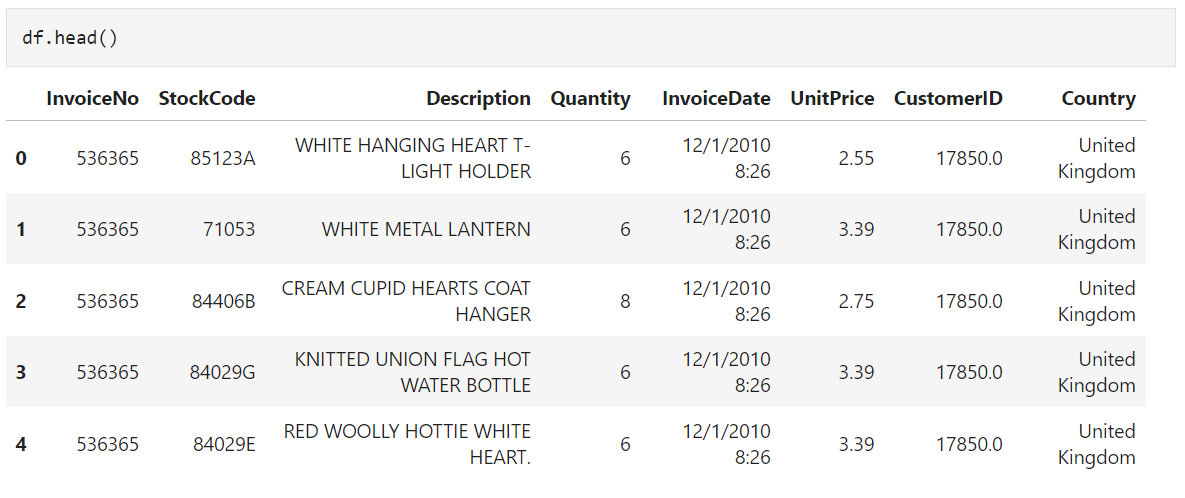 df.head()
InvoiceNo StockCode Description Quantity InvoiceDate UnitPrice CustomerID Country
0 536365 85123A WHITE HANGING HEART T-LIGHT HOLDER 6 12/1/2010 8:26 2.55 17850.0 United Kingdom
1 536365 71053 WHITE METAL LANTERN 6 12/1/2010 8:26 3.39 17850.0 United Kingdom
2 536365 84406B CREAM CUPID HEARTS COAT HANGER 8 12/1/2010 8:26 2.75 17850.0 United Kingdom
3 536365 84029G KNITTED UNION FLAG HOT WATER BOTTLE 6 12/1/2010 8:26 3.39 17850.0 United Kingdom
4 536365 84029E RED WOOLLY HOTTIE WHITE HEART. 6 12/1/2010 8:26 3.39 17850.0 United Kingdom